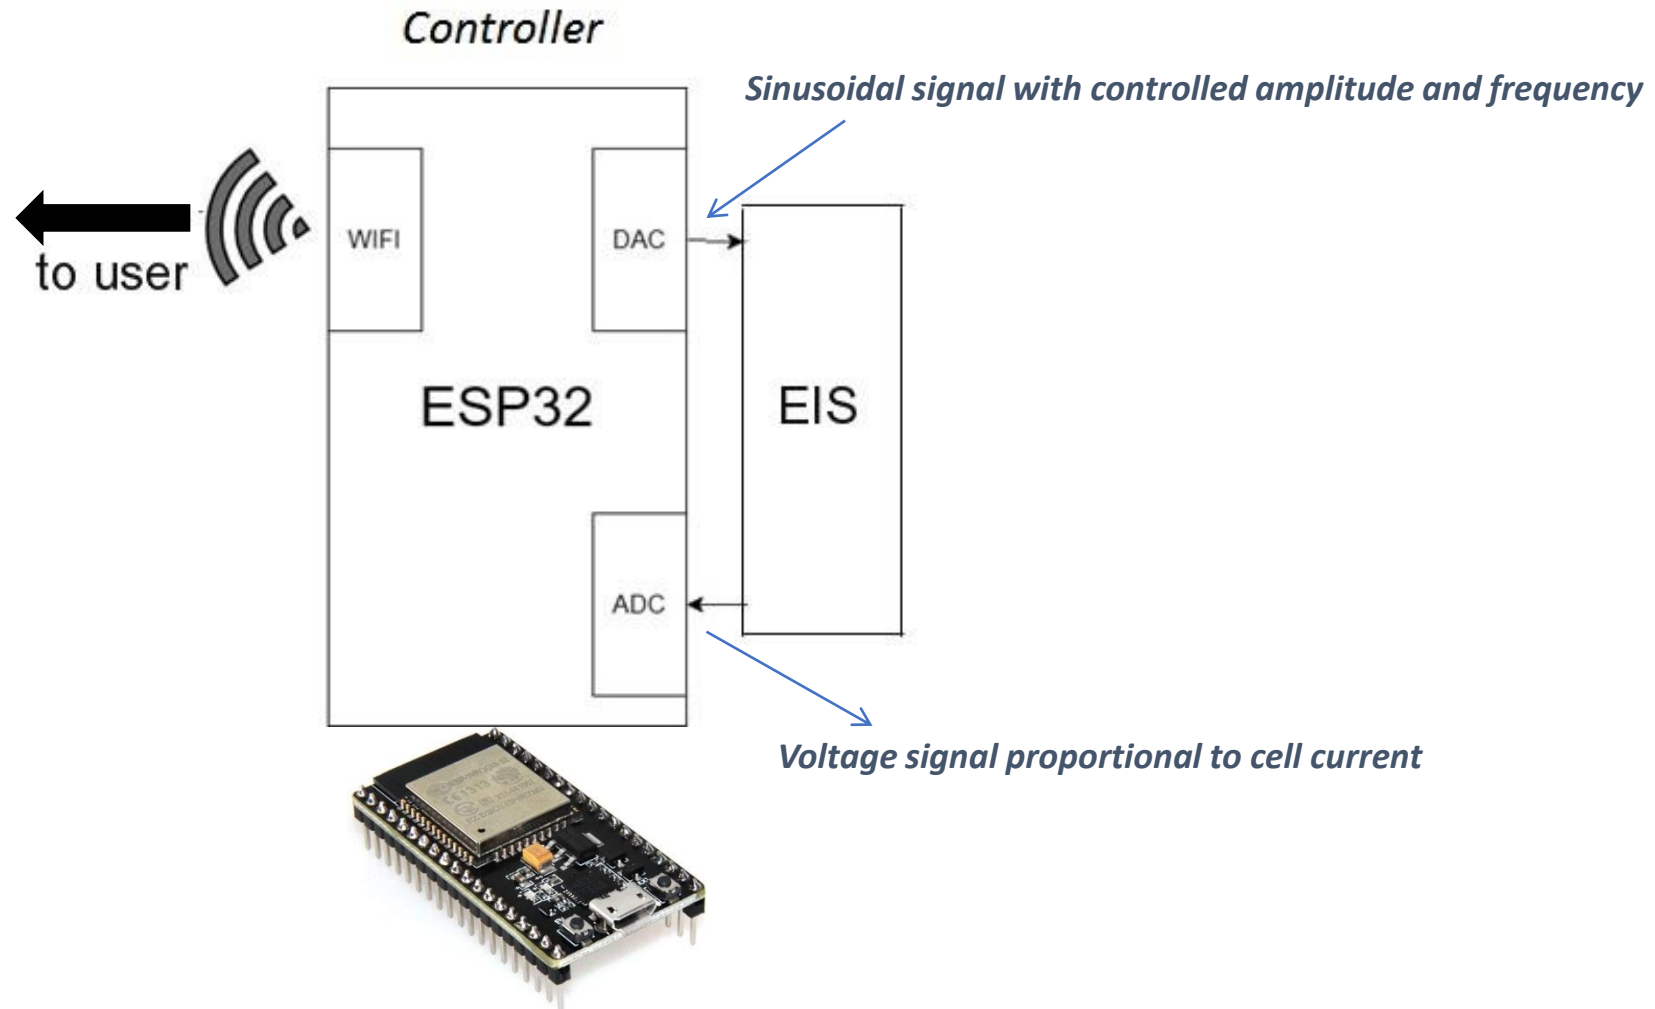 Controller
Sinusoidal signal with controlled amplitude and frequency
WIFI
DAC
to user
ESP32
EIS
ADC
Voltage signal proportional to cell current